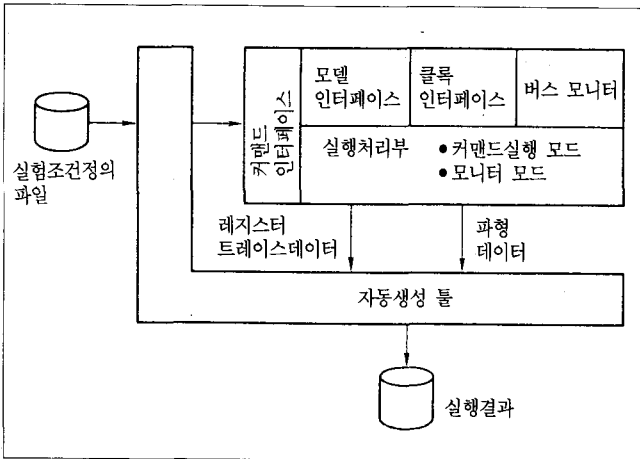 실험조건정의
파일
커맨드
인터페이스
모델
인터페이스
클록
인터페이스
버스 모니터
실행처리부
●커맨드실행 모드
●모니터 모드
레지스터
트레이스데이터
파형
데이터
자동생성 툴
실행결과